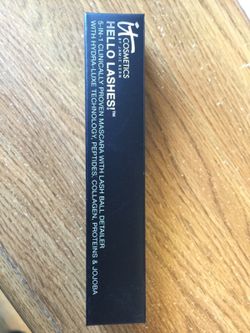 it
COSMETICS
BY JAMIE KERN
HELLO LASHES!™
5-IN-1 CLINICALLY PROVEN MASCARA WITH LASH BALL DETAILER
WITH HYDRA-LUXE TECHNOLOGY, PEPTIDES, COLLAGEN, PROTEINS & JOJOBA